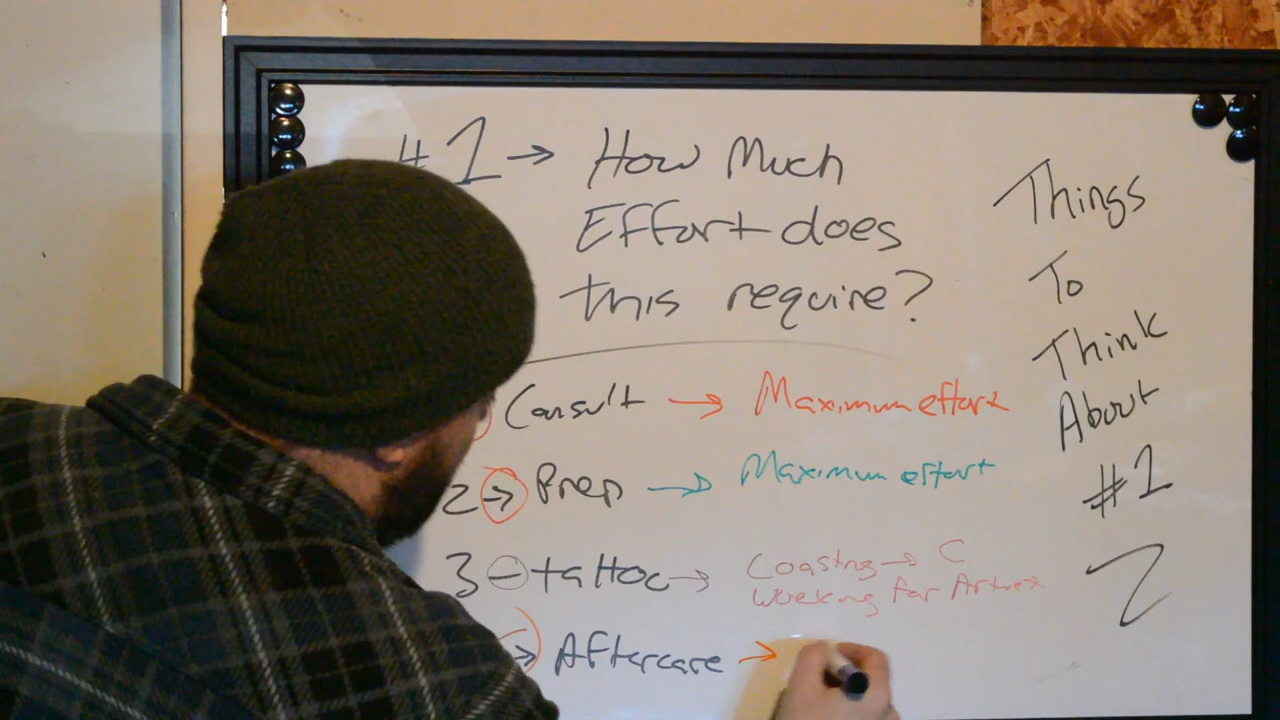 #1 → How Much
Effort does
this require?
Consult → Maximum effort
2 → Prep → Maximum effort
3 - tattoo → Coasting → C
Working for Artist
→ Aftercare →
Things
To
Think
About
#1